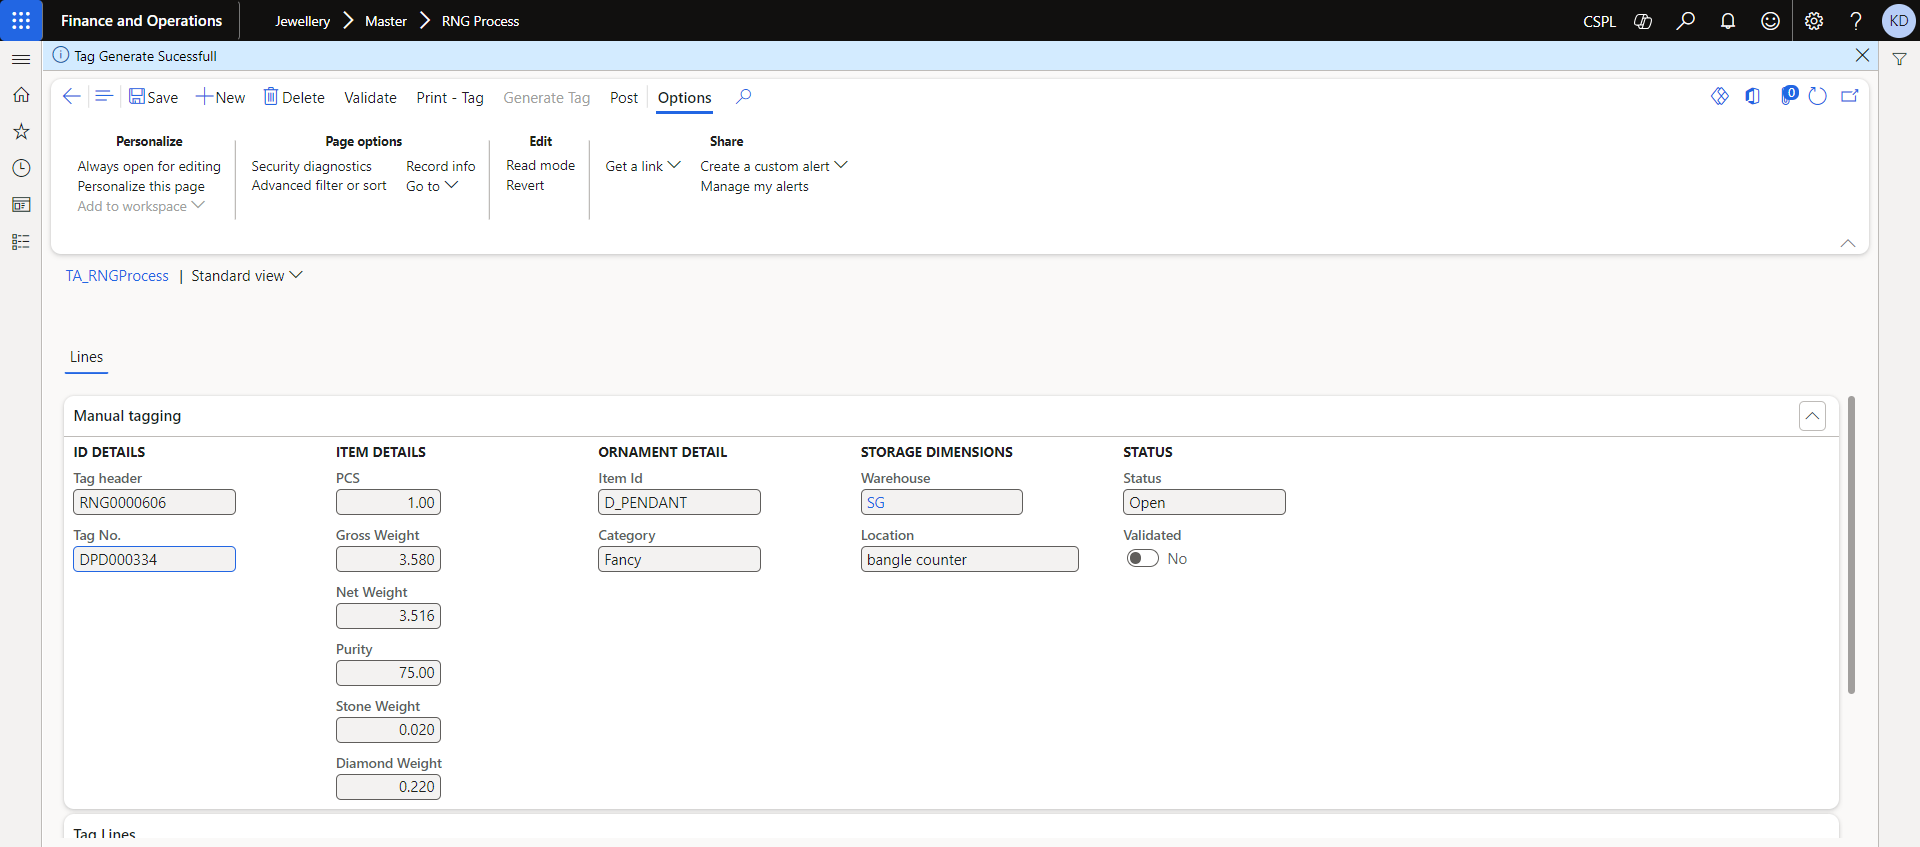 Finance and Operations
Jewellery > Master > RNG Process
CSPL
KD
Tag Generate Sucessfull
Save
New
Delete
Validate
Print - Tag
Generate Tag
Post
Options
0
Personalize
Always open for editing
Personalize this page
Add to workspace
Page options
Security diagnostics
Advanced filter or sort
Record info
Go to
Edit
Read mode
Revert
Share
Get a link
Create a custom alert
Manage my alerts
TA_RNGProcess | Standard view
Lines
Manual tagging
ID DETAILS
Tag header
RNG0000606
Tag No.
DPD000334
ITEM DETAILS
PCS
1.00
Gross Weight
3.580
Net Weight
3.516
Purity
75.00
Stone Weight
0.020
Diamond Weight
0.220
ORNAMENT DETAIL
Item Id
D_PENDANT
Category
Fancy
STORAGE DIMENSIONS
Warehouse
SG
Location
bangle counter
STATUS
Status
Open
Validated
No
Tag Lines